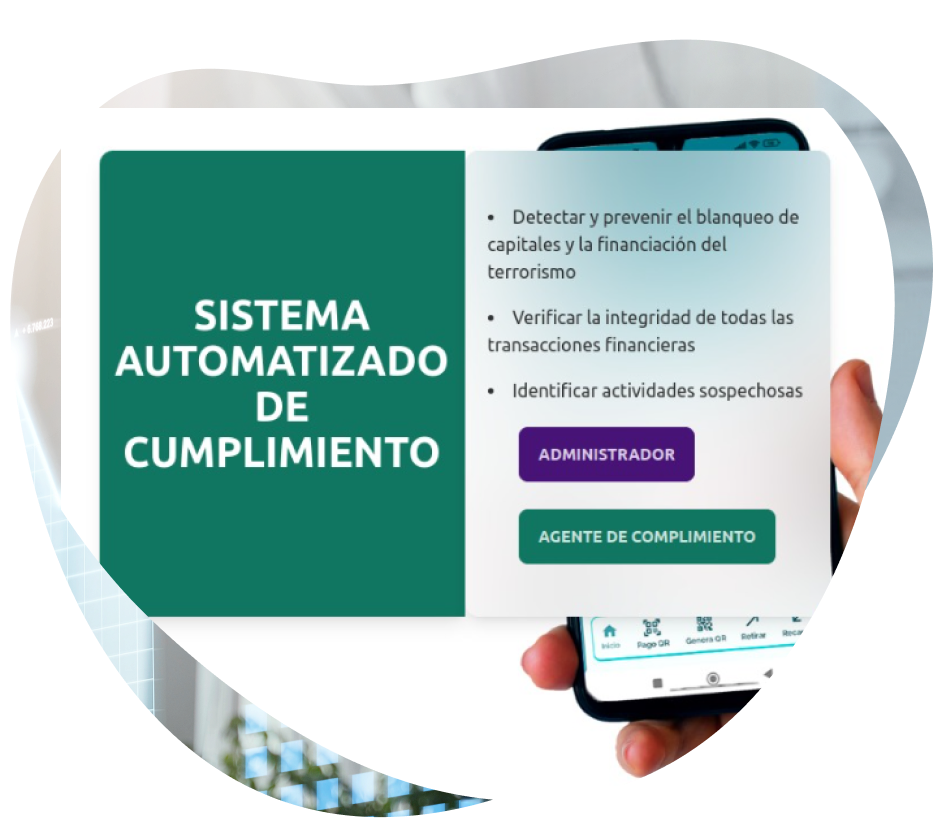 SISTEMA
AUTOMATIZADO
DE
CUMPLIMIENTO
• Detectar y prevenir el blanqueo de
capitales y la financiación del
terrorismo
• Verificar la integridad de todas las
transacciones financieras
• Identificar actividades sospechosas
ADMINISTRADOR
AGENTE DE COMPLIMIENTO
Inicio Pago QR Genera QR Retirar